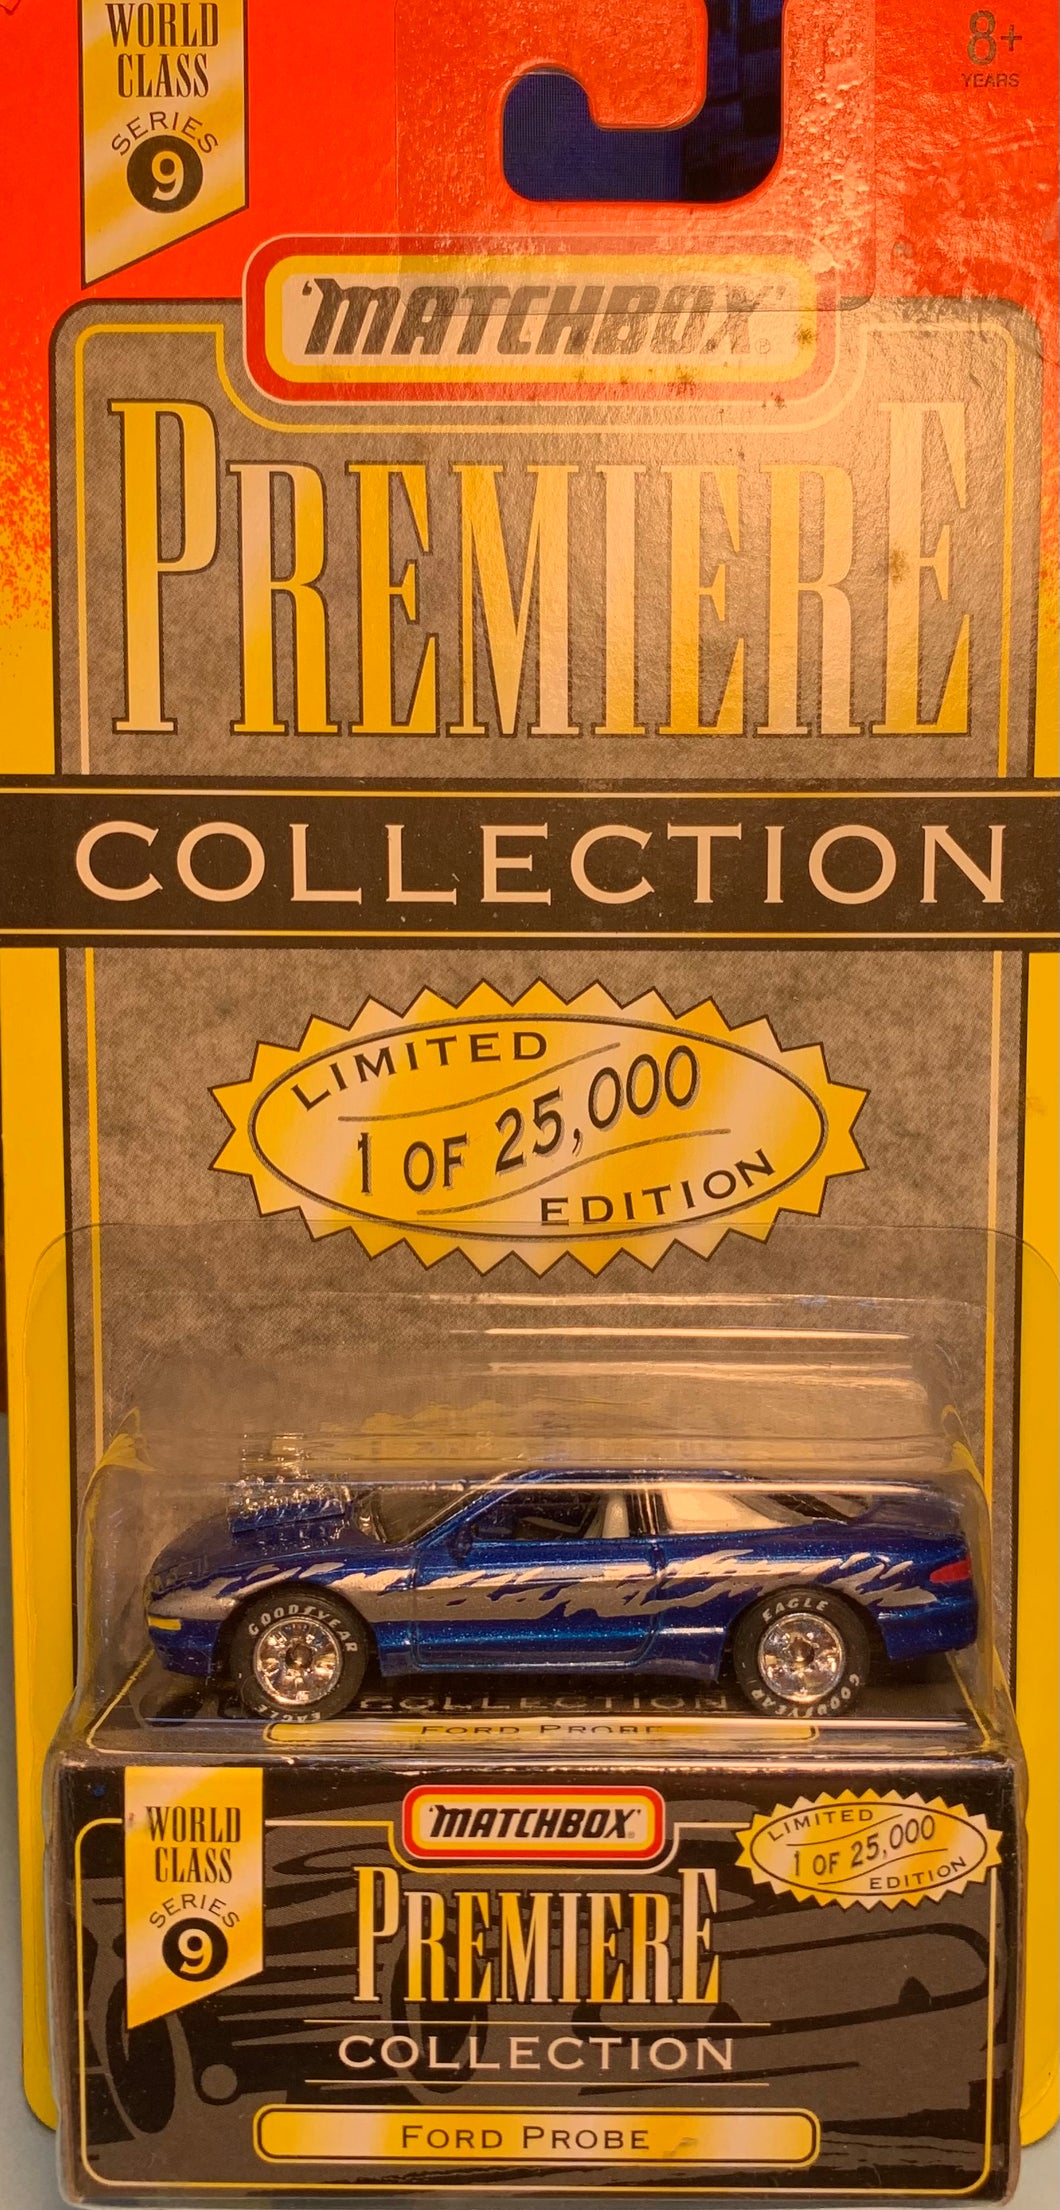 WORLD
CLASS
SERIES
9
8+
YEARS
'MATCHBOX'®
PREMIERE
COLLECTION
LIMITED
1 OF 25,000
EDITION
GOODYEAR
EAGLE
EAGLE
GOODYEAR
COLLECTION
FORD PROBE
WORLD
CLASS
SERIES
9
'MATCHBOX'®
PREMIERE
COLLECTION
LIMITED
1 OF 25,000
EDITION
FORD PROBE